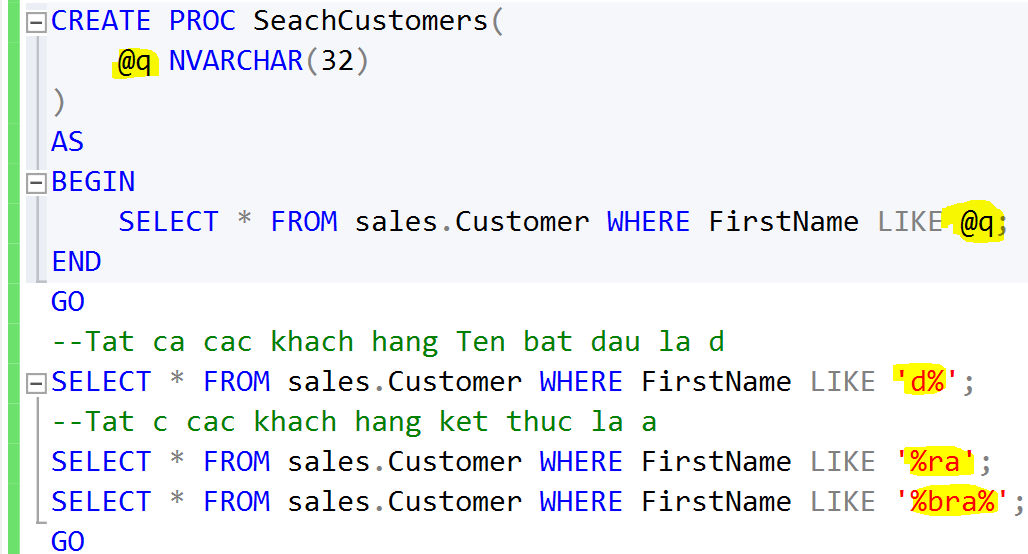 CREATE PROC SeachCustomers(
@q NVARCHAR(32)
)
AS
BEGIN
SELECT * FROM sales.Customer WHERE FirstName LIKE @q;
END
GO
--Tat ca cac khach hang Ten bat dau la d
SELECT * FROM sales.Customer WHERE FirstName LIKE 'd%';
--Tat c cac khach hang ket thuc la a
SELECT * FROM sales.Customer WHERE FirstName LIKE '%ra';
SELECT * FROM sales.Customer WHERE FirstName LIKE '%bra%';
GO